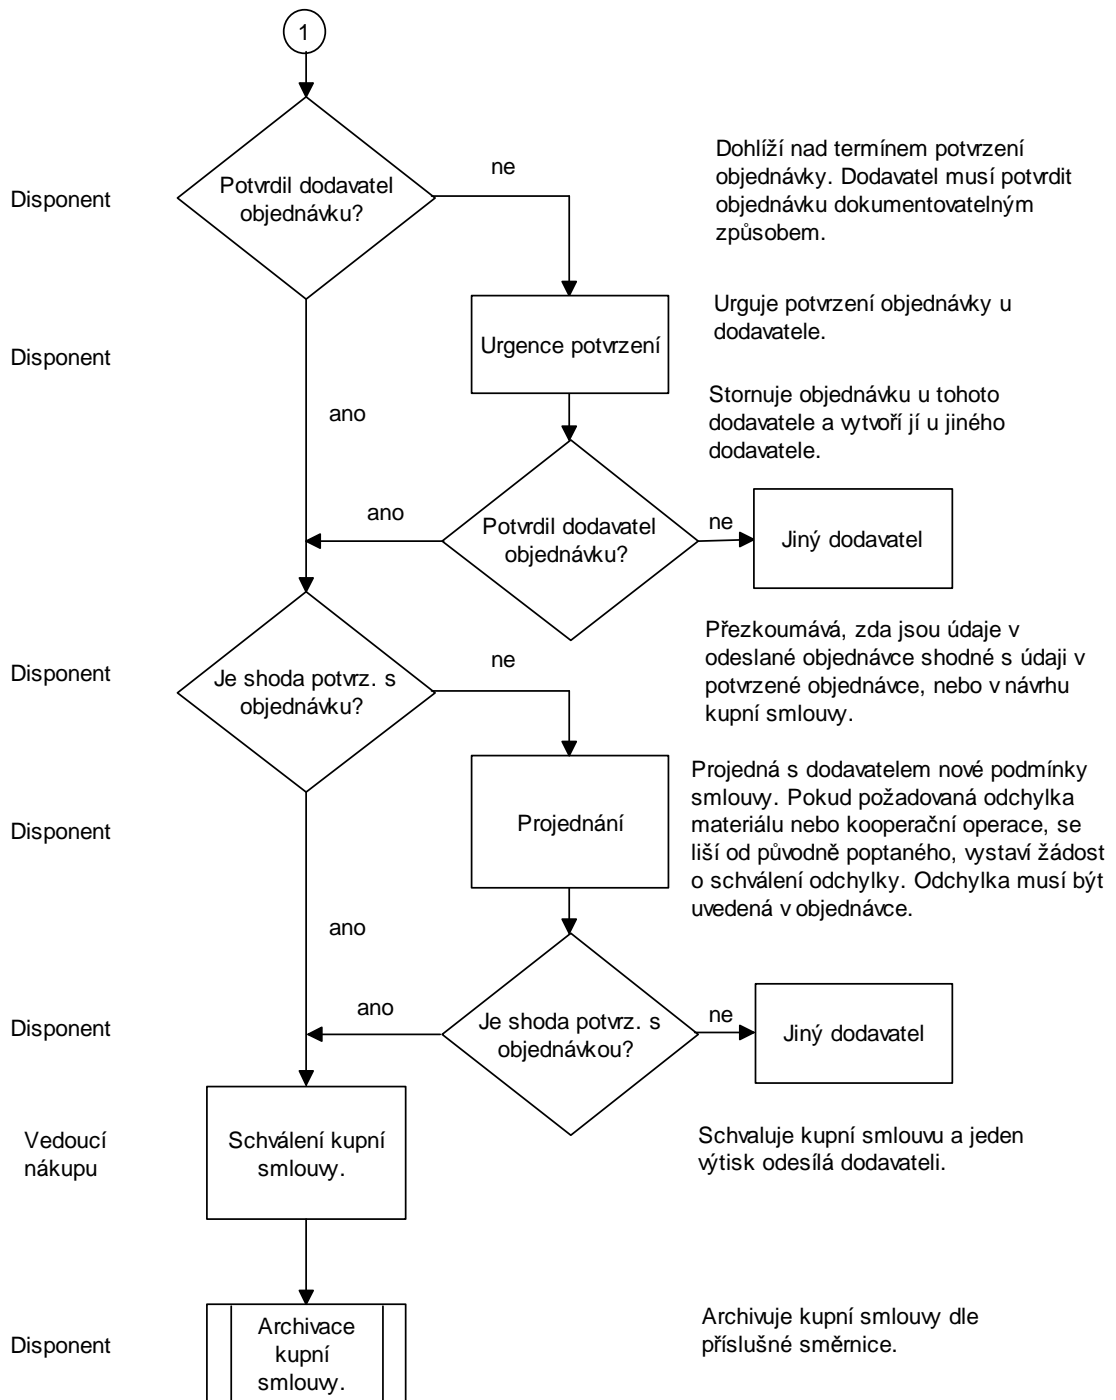 1
Disponent
Potvrdil dodavatel
objednávku?
ne
Dohlíží nad termínem potvrzení
objednávky. Dodavatel musí potvrdit
objednávku dokumentovatelným
způsobem.
Disponent
Urgence potvrzení
Urguje potvrzení objednávky u
dodavatele.
ano
Stornuje objednávku u tohoto
dodavatele a vytvoří jí u jiného
dodavatele.
ano
Potvrdil dodavatel
objednávku?
ne
Jiný dodavatel
Disponent
Je shoda potvrz. s
objednávku?
ne
Přezkoumává, zda jsou údaje v
odeslané objednávce shodné s údaji v
potvrzené objednávce, nebo v návrhu
kupní smlouvy.
Disponent
Projednání
Projedná s dodavatelem nové podmínky
smlouvy. Pokud požadovaná odchylka
materiálu nebo kooperační operace, se
liší od původně poptaného, vystaví žádost
o schválení odchylky. Odchylka musí být
uvedená v objednávce.
ano
Disponent
ano
Je shoda potvrz. s
objednávkou?
ne
Jiný dodavatel
Vedoucí
nákupu
Schválení kupní
smlouvy.
Schvaluje kupní smlouvu a jeden
výtisk odesílá dodavateli.
Disponent
Archivace
kupní
smlouvy.
Archivuje kupní smlouvy dle
příslušné směrnice.